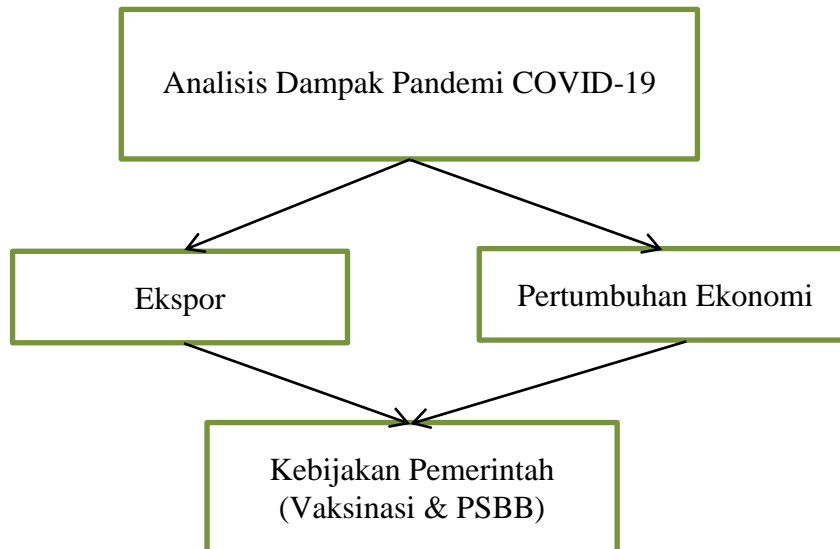 Analisis Dampak Pandemi COVID-19
Ekspor
Pertumbuhan Ekonomi
Kebijakan Pemerintah
(Vaksinasi & PSBB)